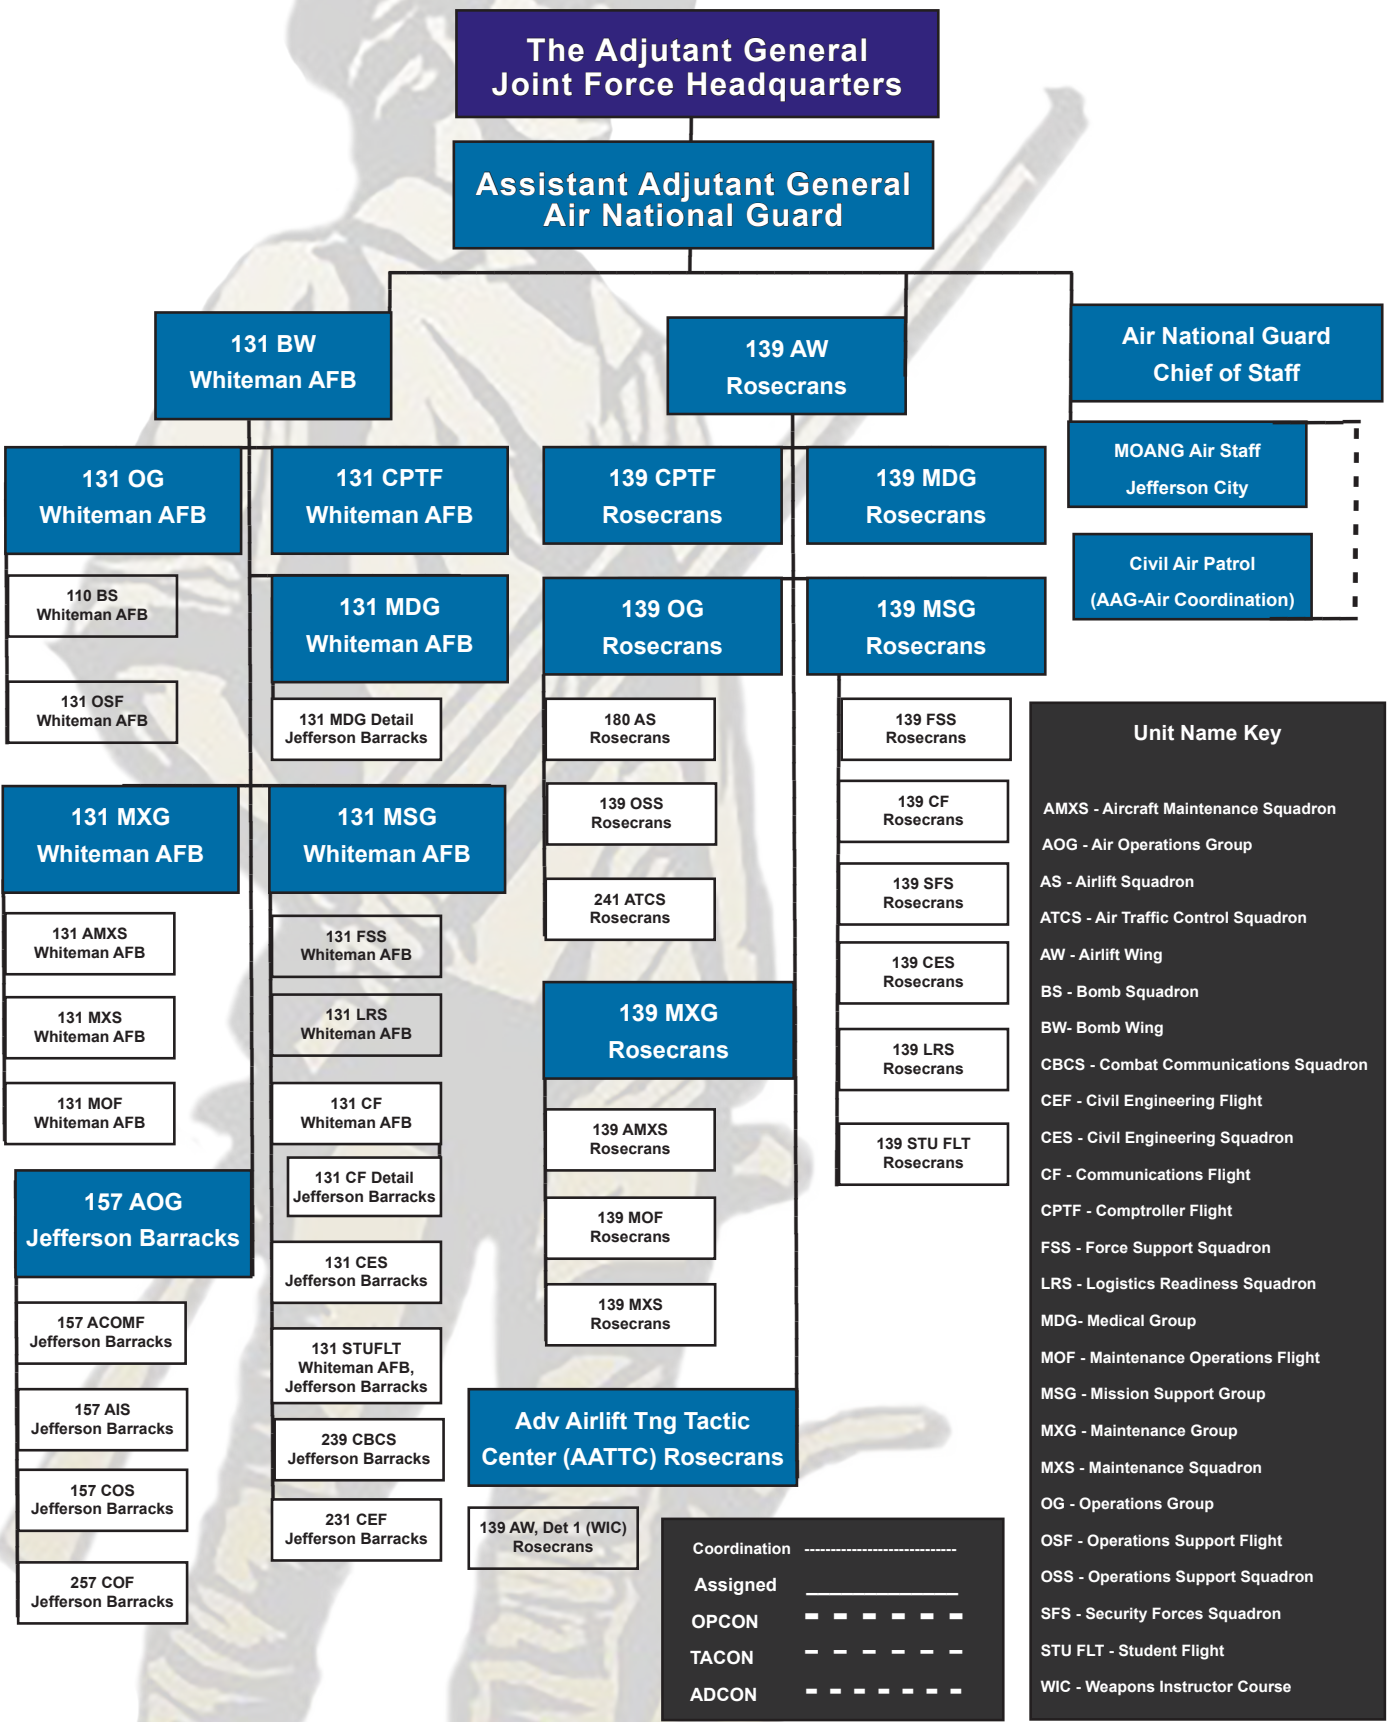 The Adjutant General
Joint Force Headquarters
Assistant Adjutant General
Air National Guard
131 BW
Whiteman AFB
139 AW
Rosecrans
Air National Guard
Chief of Staff
MOANG Air Staff
Jefferson City
Civil Air Patrol
(AAG-Air Coordination)
131 OG
Whiteman AFB
131 CPTF
Whiteman AFB
139 CPTF
Rosecrans
139 MDG
Rosecrans
110 BS
Whiteman AFB
131 OSF
Whiteman AFB
131 MDG
Whiteman AFB
131 MDG Detail
Jefferson Barracks
139 OG
Rosecrans
139 MSG
Rosecrans
180 AS
Rosecrans
139 OSS
Rosecrans
241 ATCS
Rosecrans
139 FSS
Rosecrans
139 CF
Rosecrans
139 SFS
Rosecrans
139 CES
Rosecrans
139 LRS
Rosecrans
139 STU FLT
Rosecrans
131 MXG
Whiteman AFB
131 MSG
Whiteman AFB
131 AMXS
Whiteman AFB
131 MXS
Whiteman AFB
131 MOF
Whiteman AFB
131 FSS
Whiteman AFB
131 LRS
Whiteman AFB
131 CF
Whiteman AFB
131 CF Detail
Jefferson Barracks
131 CES
Jefferson Barracks
131 STUFLT
Whiteman AFB,
Jefferson Barracks
239 CBCS
Jefferson Barracks
231 CEF
Jefferson Barracks
157 AOG
Jefferson Barracks
157 ACOMF
Jefferson Barracks
157 AIS
Jefferson Barracks
157 COS
Jefferson Barracks
257 COF
Jefferson Barracks
139 MXG
Rosecrans
139 AMXS
Rosecrans
139 MOF
Rosecrans
139 MXS
Rosecrans
Adv Airlift Tng Tactic
Center (AATTC) Rosecrans
139 AW, Det 1 (WIC)
Rosecrans
Coordination
Assigned
OPCON
TACON
ADCON
Unit Name Key
AMXS - Aircraft Maintenance Squadron
AOG - Air Operations Group
AS - Airlift Squadron
ATCS - Air Traffic Control Squadron
AW - Airlift Wing
BS - Bomb Squadron
BW- Bomb Wing
CBCS - Combat Communications Squadron
CEF - Civil Engineering Flight
CES - Civil Engineering Squadron
CF - Communications Flight
CPTF - Comptroller Flight
FSS - Force Support Squadron
LRS - Logistics Readiness Squadron
MDG- Medical Group
MOF - Maintenance Operations Flight
MSG - Mission Support Group
MXG - Maintenance Group
MXS - Maintenance Squadron
OG - Operations Group
OSF - Operations Support Flight
OSS - Operations Support Squadron
SFS - Security Forces Squadron
STU FLT - Student Flight
WIC - Weapons Instructor Course